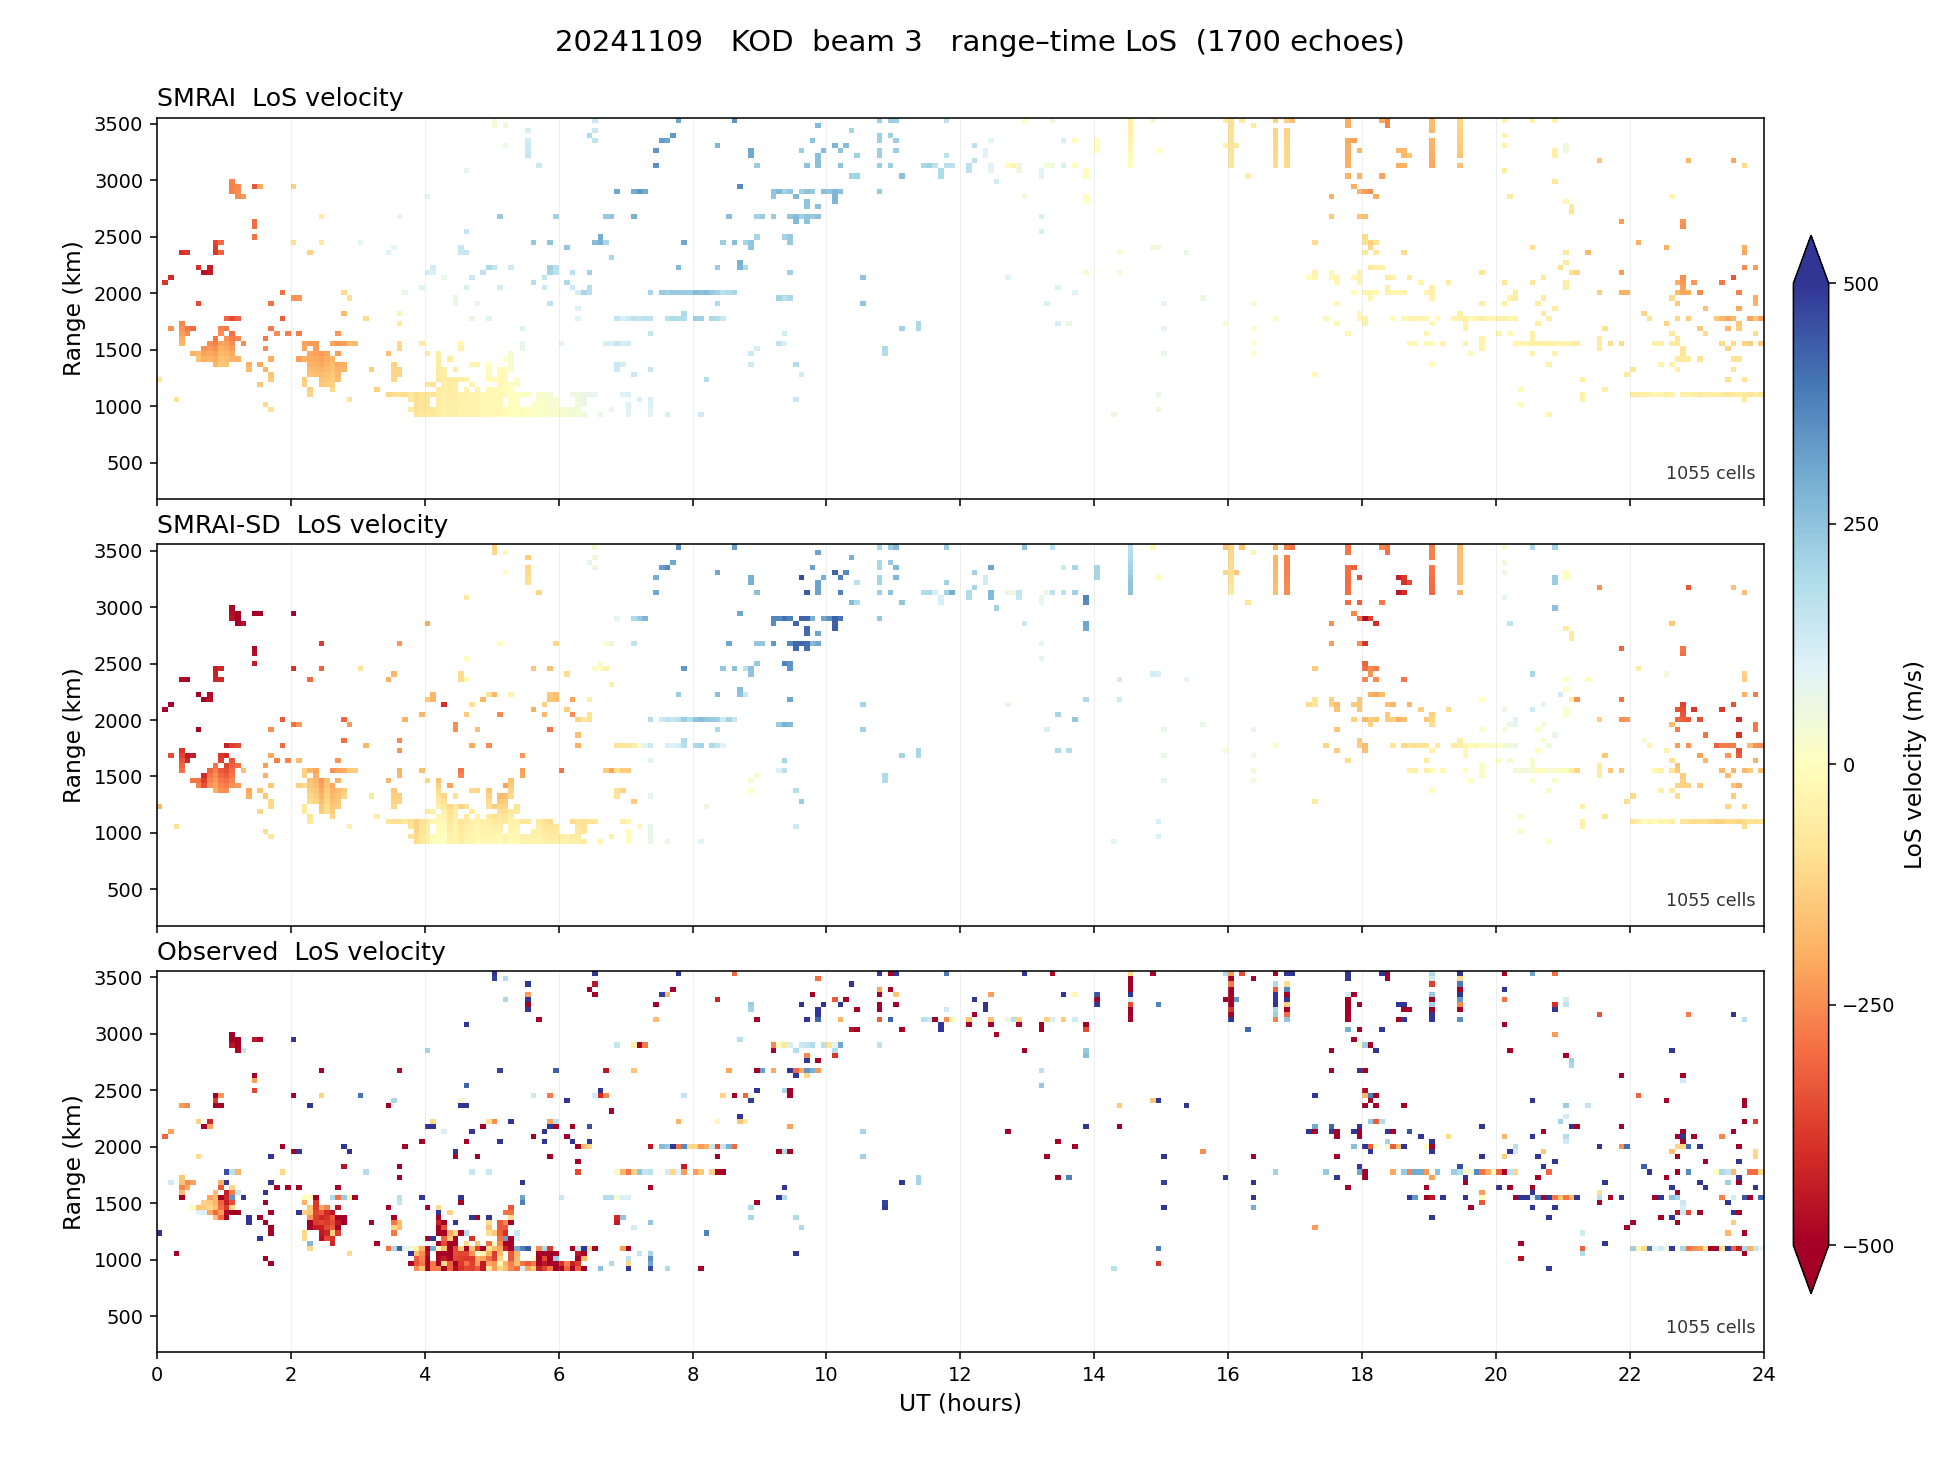 20241109 KOD beam 3 range–time LoS (1700 echoes)
SMRAI LoS velocity
3500
3000
2500
2000
1500
1000
500
Range (km)
1055 cells
SMRAI-SD LoS velocity
3500
3000
2500
2000
1500
1000
500
Range (km)
1055 cells
Observed LoS velocity
3500
3000
2500
2000
1500
1000
500
Range (km)
1055 cells
0 2 4 6 8 10 12 14 16 18 20 22 24
UT (hours)
500
250
0
−250
−500
LoS velocity (m/s)